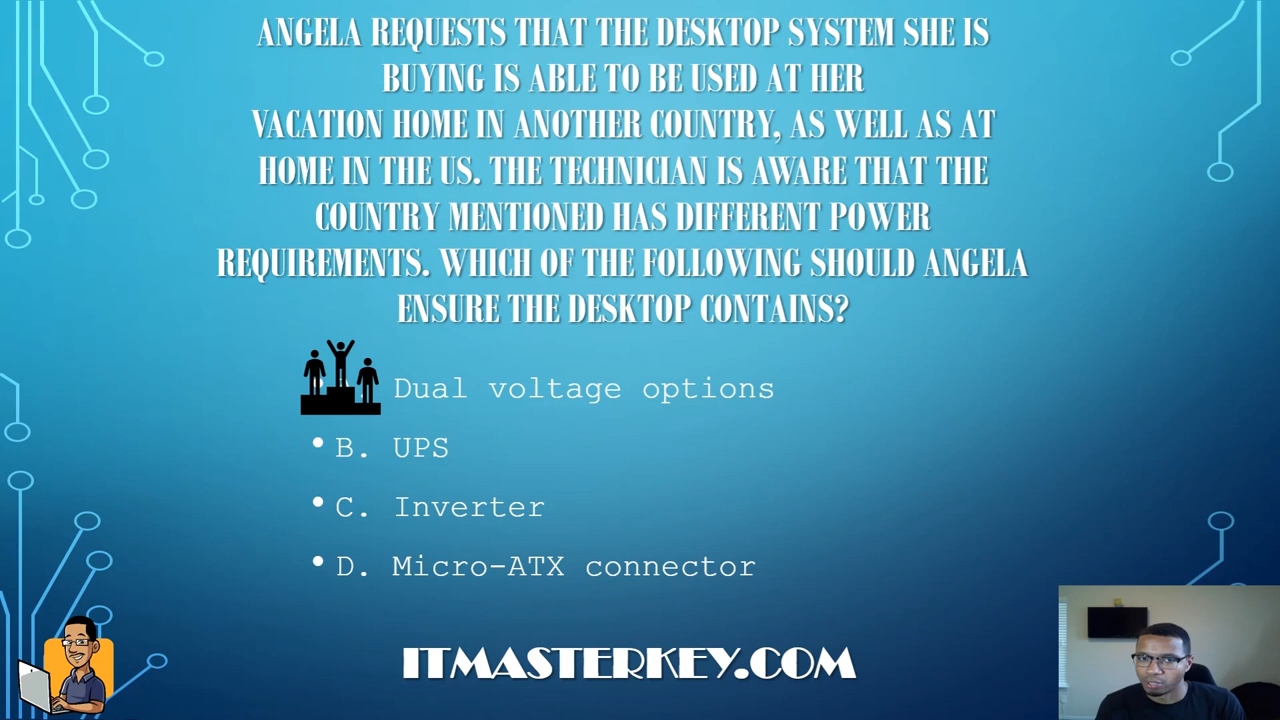 ANGELA REQUESTS THAT THE DESKTOP SYSTEM SHE IS
BUYING IS ABLE TO BE USED AT HER
VACATION HOME IN ANOTHER COUNTRY, AS WELL AS AT
HOME IN THE US. THE TECHNICIAN IS AWARE THAT THE
COUNTRY MENTIONED HAS DIFFERENT POWER
REQUIREMENTS. WHICH OF THE FOLLOWING SHOULD ANGELA
ENSURE THE DESKTOP CONTAINS?
Dual voltage options
• B. UPS
• C. Inverter
• D. Micro-ATX connector
ITMASTERKEY.COM